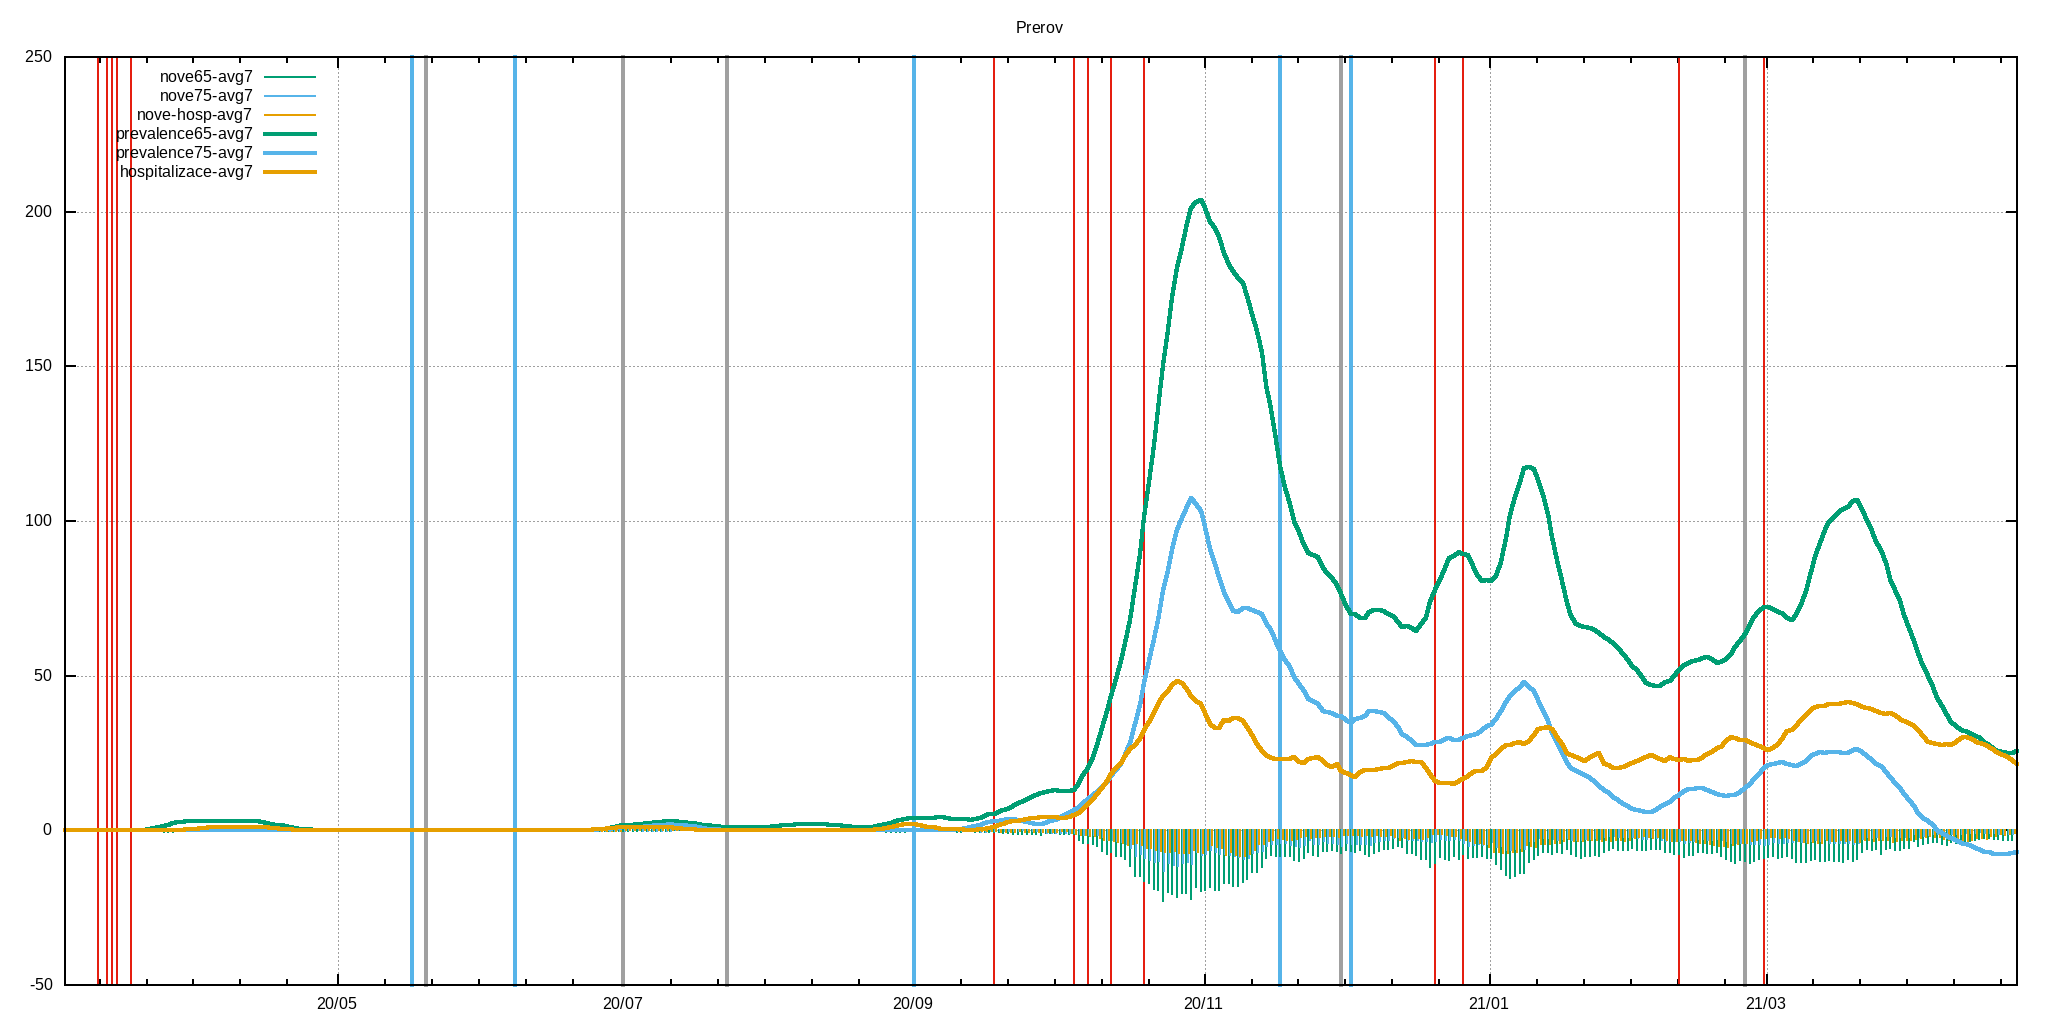 Prerov
250
nove65-avg7
nove75-avg7
nove-hosp-avg7
prevalence65-avg7
prevalence75-avg7
hospitalizace-avg7
200
150
100
50
0
-50
20/05 20/07 20/09 20/11 21/01 21/03